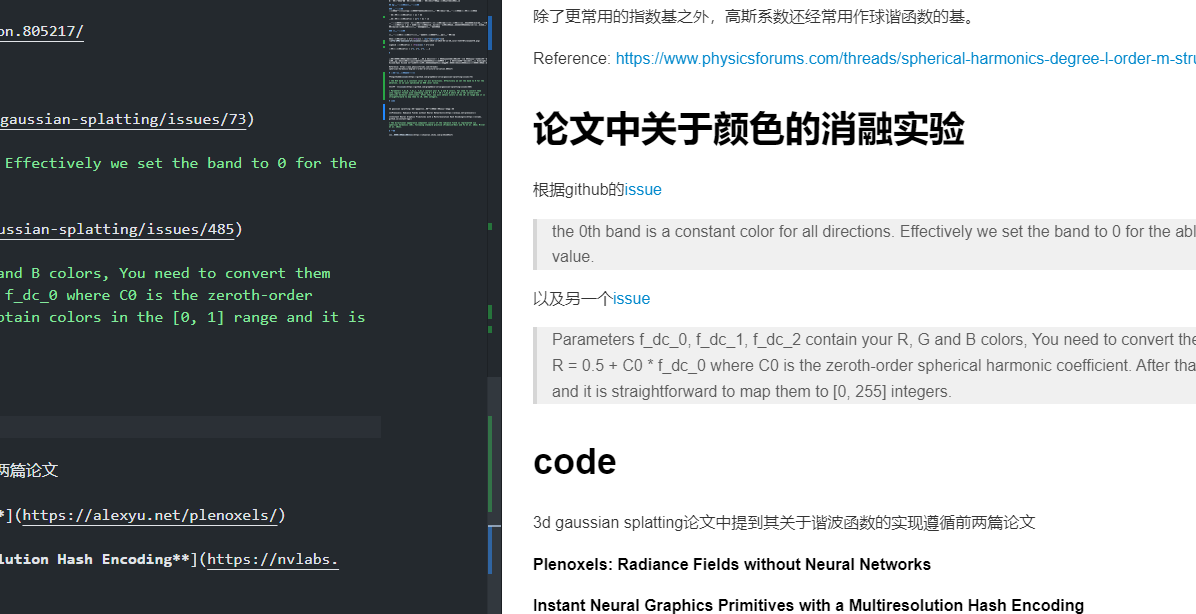 on.805217/
gaussian-splatting/issues/73)
Effectively we set the band to 0 for the
ussian-splatting/issues/485)
and B colors, You need to convert them
f_dc_0 where C0 is the zeroth-order
otain colors in the [0, 1] range and it is
两篇论文
*](https://alexyu.net/plenoxels/)
lution Hash Encoding**](https://nvlabs.
除了更常用的指数基之外，高斯系数还经常用作球谐函数的基。
Reference: https://www.physicsforums.com/threads/spherical-harmonics-degree-l-order-m-stru
论文中关于颜色的消融实验
根据github的issue
the 0th band is a constant color for all directions. Effectively we set the band to 0 for the abl
value.
以及另一个issue
Parameters f_dc_0, f_dc_1, f_dc_2 contain your R, G and B colors, You need to convert the
R = 0.5 + C0 * f_dc_0 where C0 is the zeroth-order spherical harmonic coefficient. After tha
and it is straightforward to map them to [0, 255] integers.
code
3d gaussian splatting论文中提到其关于谐波函数的实现遵循前两篇论文
Plenoxels: Radiance Fields without Neural Networks
Instant Neural Graphics Primitives with a Multiresolution Hash Encoding